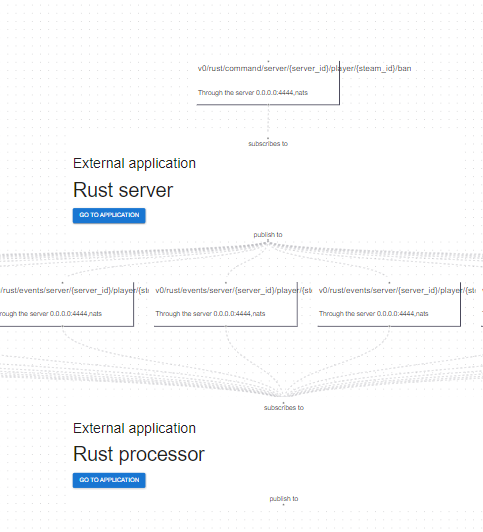 v0/rust/command/server/{server_id}/player/{steam_id}/ban
Through the server 0.0.0.0:4444,nats
subscribes to
External application
Rust server
GO TO APPLICATION
publish to
/rust/events/server/{server_id}/player/{st
v0/rust/events/server/{server_id}/player/{st
v0/rust/events/server/{server_id}/player/{st
hrough the server 0.0.0.0:4444,nats
Through the server 0.0.0.0:4444,nats
Through the server 0.0.0.0:4444,nats
subscribes to
External application
Rust processor
GO TO APPLICATION
publish to